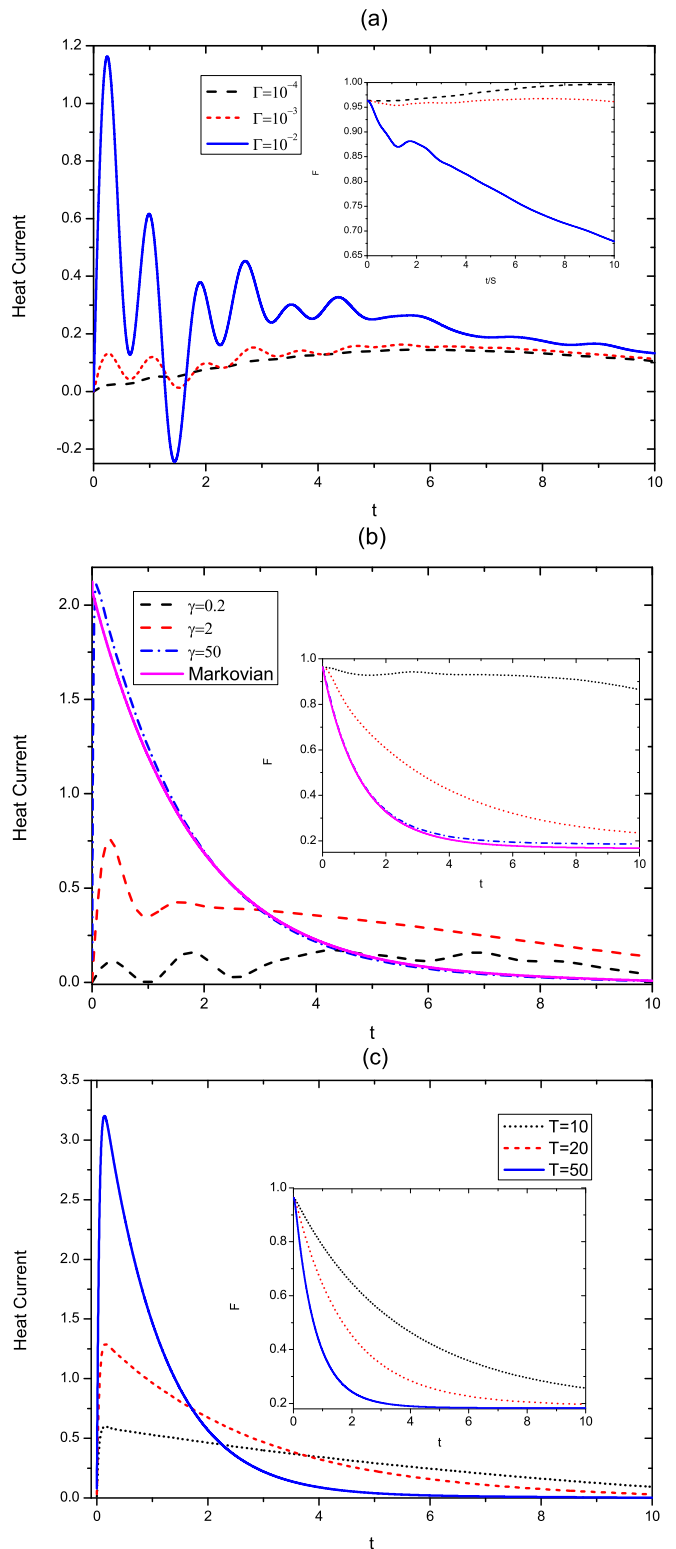 (a)
1.2
1.0
0.8
0.6
0.4
0.2
0.0
-0.2
Heat Current
Γ=10⁻⁴
Γ=10⁻³
Γ=10⁻²
1.00
0.95
0.90
0.85
0.80
0.75
0.70
0.65
F
0 2 4 6 8 10
t/S
0 2 4 6 8 10
t
(b)
2.0
1.5
1.0
0.5
0.0
Heat Current
γ=0.2
γ=2
γ=50
Markovian
1.0
0.8
0.6
0.4
0.2
F
0 2 4 6 8 10
t
0 2 4 6 8 10
t
(c)
3.5
3.0
2.5
2.0
1.5
1.0
0.5
0.0
Heat Current
T=10
T=20
T=50
1.0
0.8
0.6
0.4
0.2
F
0 2 4 6 8 10
t
0 2 4 6 8 10
t